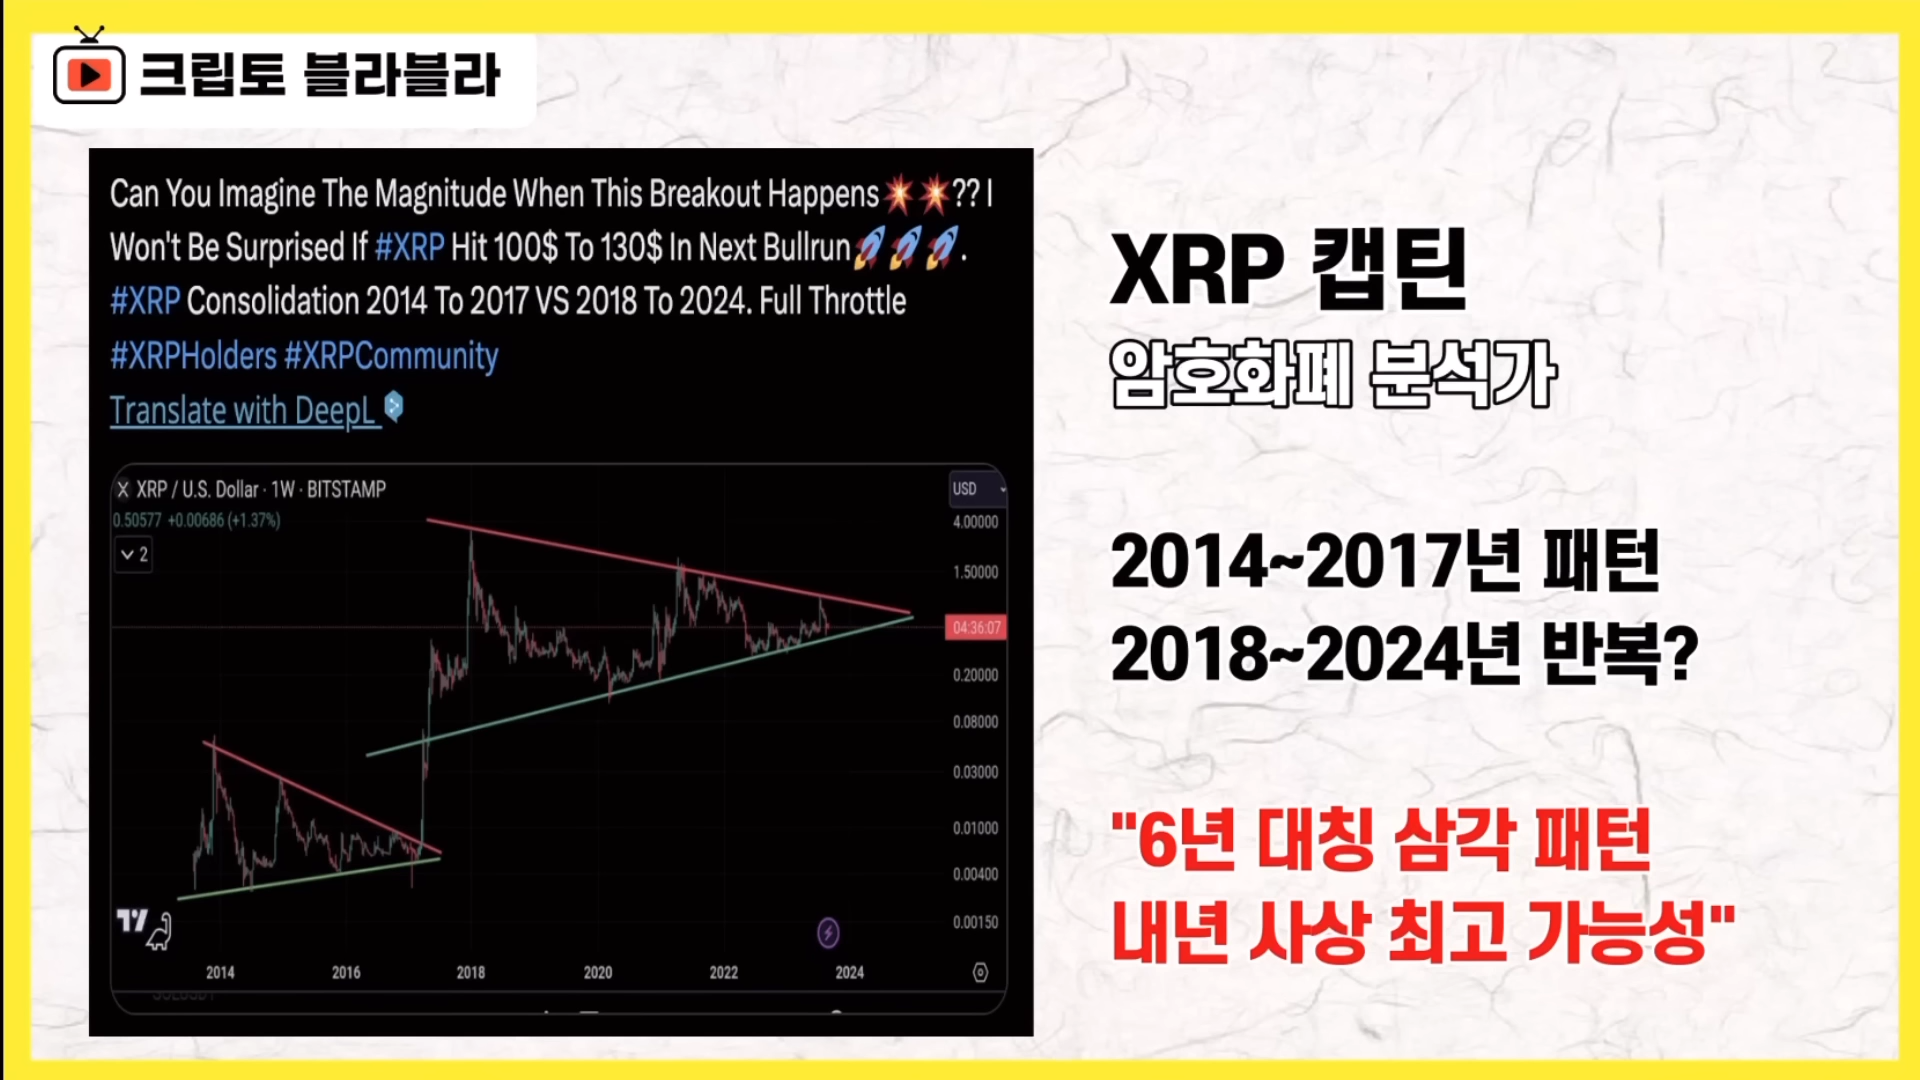 크립토 블라블라
Can You Imagine The Magnitude When This Breakout Happens💥💥?? I
Won't Be Surprised If #XRP Hit 100$ To 130$ In Next Bullrun🚀🚀🚀.
#XRP Consolidation 2014 To 2017 VS 2018 To 2024. Full Throttle
#XRPHolders #XRPCommunity
Translate with DeepL
XRP / U.S. Dollar · 1W · BITSTAMP
USD
0.50577 +0.00686 (+1.37%)
2
4.00000
1.50000
04:36:07
0.20000
0.08000
0.03000
0.01000
0.00400
0.00150
2014 2016 2018 2020 2022 2024
XRP 캡틴
암호화폐 분석가
2014~2017년 패턴
2018~2024년 반복?
"6년 대칭 삼각 패턴
내년 사상 최고 가능성"